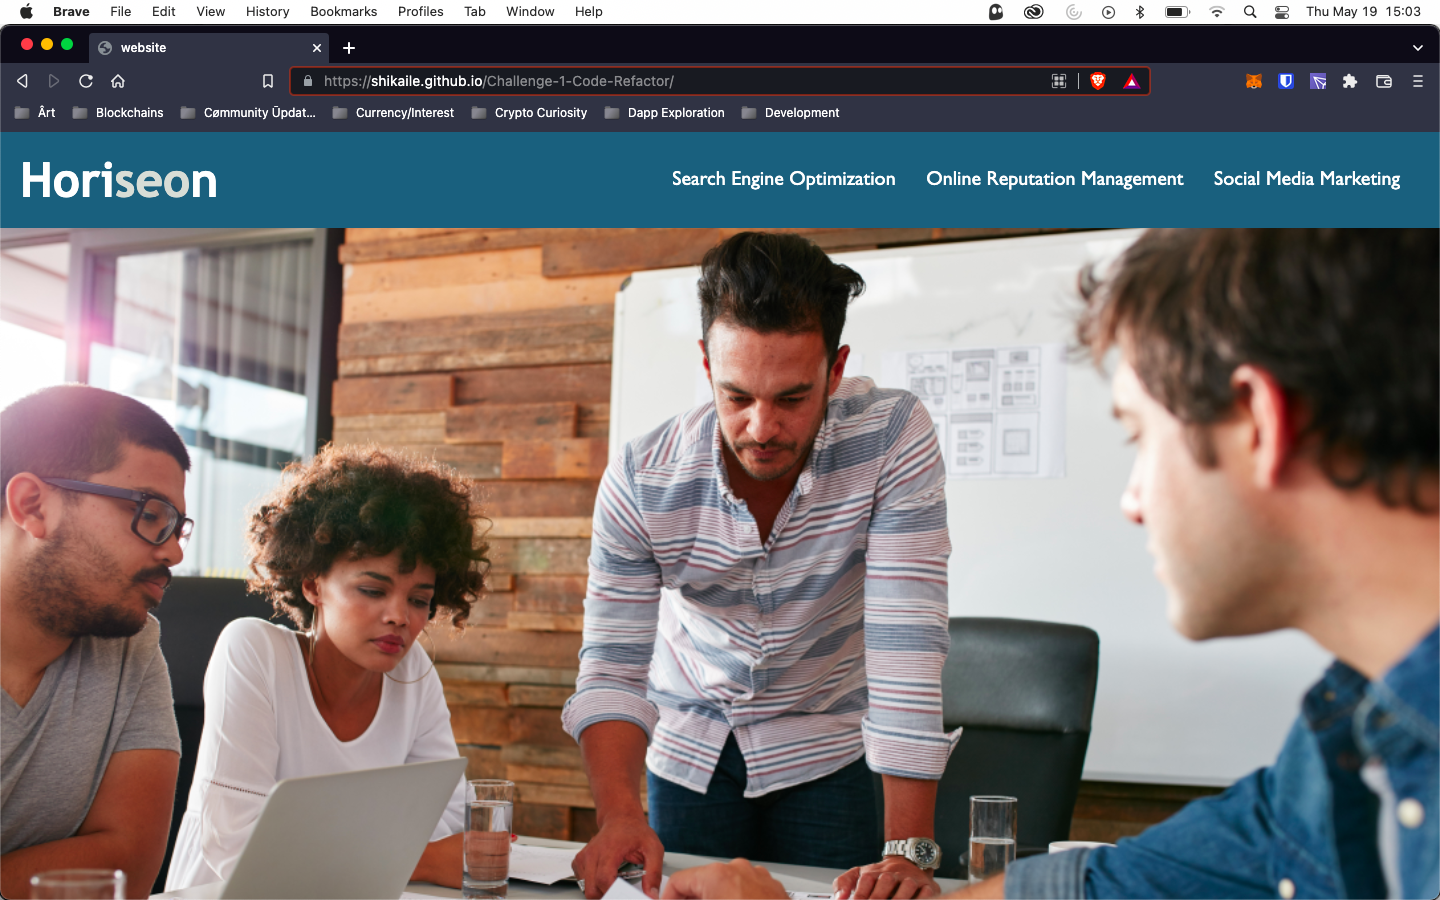 Brave File Edit View History Bookmarks Profiles Tab Window Help Thu May 19 15:03
website
https://shikaile.github.io/Challenge-1-Code-Refactor/
Ârt Blockchains Cømmunity Ūpdat... Currency/Interest Crypto Curiosity Dapp Exploration Development
Horiseon Search Engine Optimization Online Reputation Management Social Media Marketing